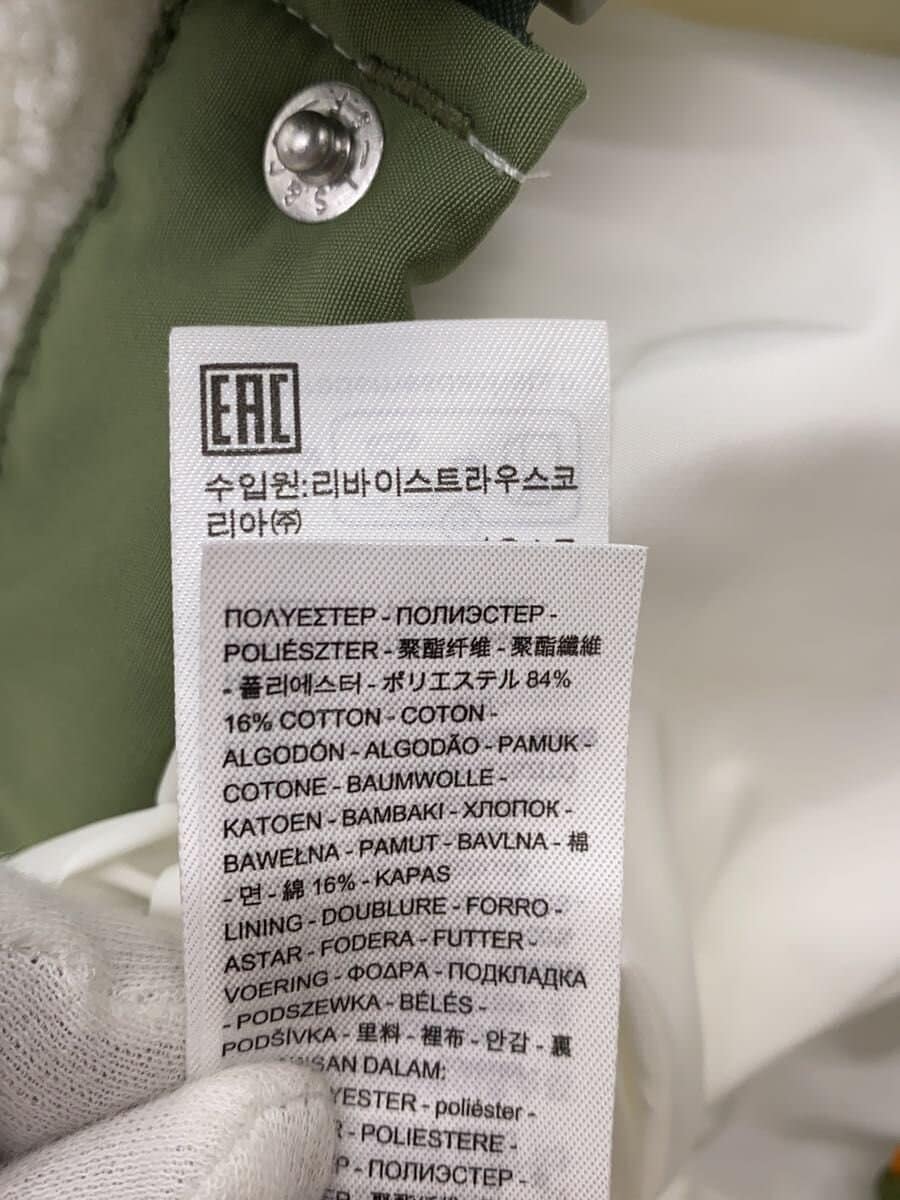 EAC
수입원:리바이스트라우스코
리아㈜
ΠΟΛΥΕΣΤΕΡ - ПОЛИЭСТЕР -
POLIÉSZTER - 聚酯纤维 - 聚酯纖維
- 폴리에스터 - ポリエステル 84%
16% COTTON - COTON -
ALGODÓN - ALGODÃO - PAMUK -
COTONE - BAUMWOLLE -
KATOEN - BAMBAKI - ХЛОПОК -
BAWEŁNA - PAMUT - BAVLNA - 棉
- 면 - 綿 16% - KAPAS
LINING - DOUBLURE - FORRO -
ASTAR - FODERA - FUTTER -
VOERING - ΦΟΔΡΑ - ПОДКЛАДКА
- PODSZEWKA - BÉLÉS -
PODŠÍVKA - 里料 - 裡布 - 안감 - 裏
DALAM:
- poliéster -
- POLIESTERE -
- ПОЛИЭСТЕР -